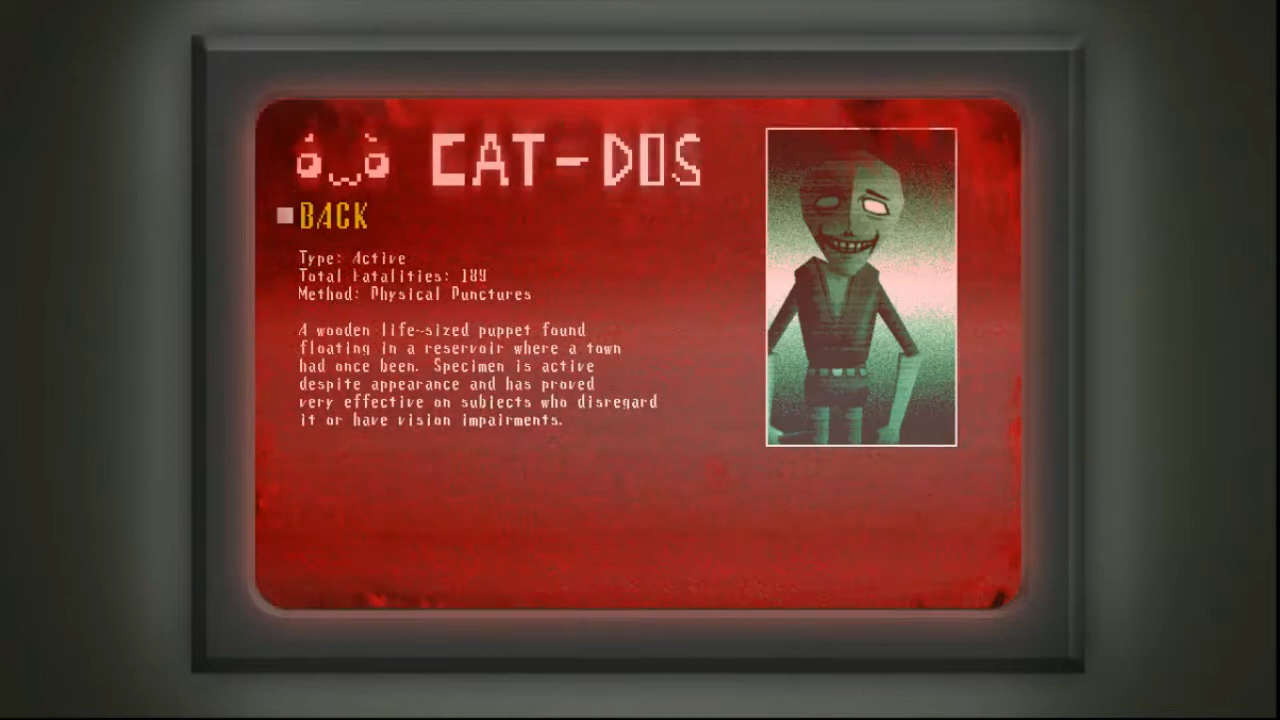 CAT-DOS
BACK
Type: Active
Total Fatalities: 189
Method: Physical Punctures
A wooden life-sized puppet found
floating in a reservoir where a town
had once been. Specimen is active
despite appearance and has proved
very effective on subjects who disregard
it or have vision impairments.